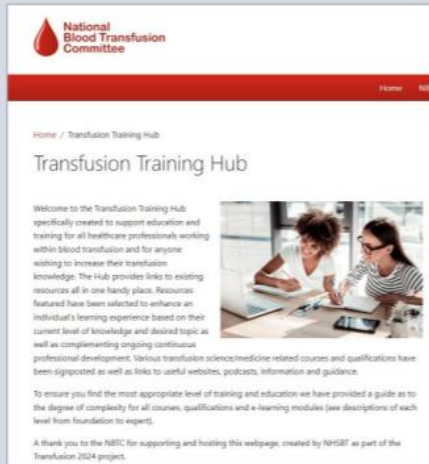 National
Blood Transfusion
Committee
Home
Home / Transfusion Training Hub
Transfusion Training Hub
Welcome to the Transfusion Training Hub
specifically created to support education and
training for all healthcare professionals working
within blood transfusion and for anyone
wishing to increase their transfusion
knowledge. The Hub provides links to existing
resources all in one handy place. Resources
featured have been selected to enhance an
individual's learning experience based on their
current level of knowledge and desired topic as
well as complementing ongoing continuous
professional development. Various transfusion science/medicine related courses and qualifications have
been signposted as well as links to useful websites, podcasts, information and guidance.
To ensure you find the most appropriate level of training and education we have provided a guide as to
the degree of complexity for all courses, qualifications and e-learning modules (see descriptions of each
level from foundation to expert).
A thank you to the NBTC for supporting and hosting this webpage, created by NHSBT as part of the
Transfusion 2024 project.